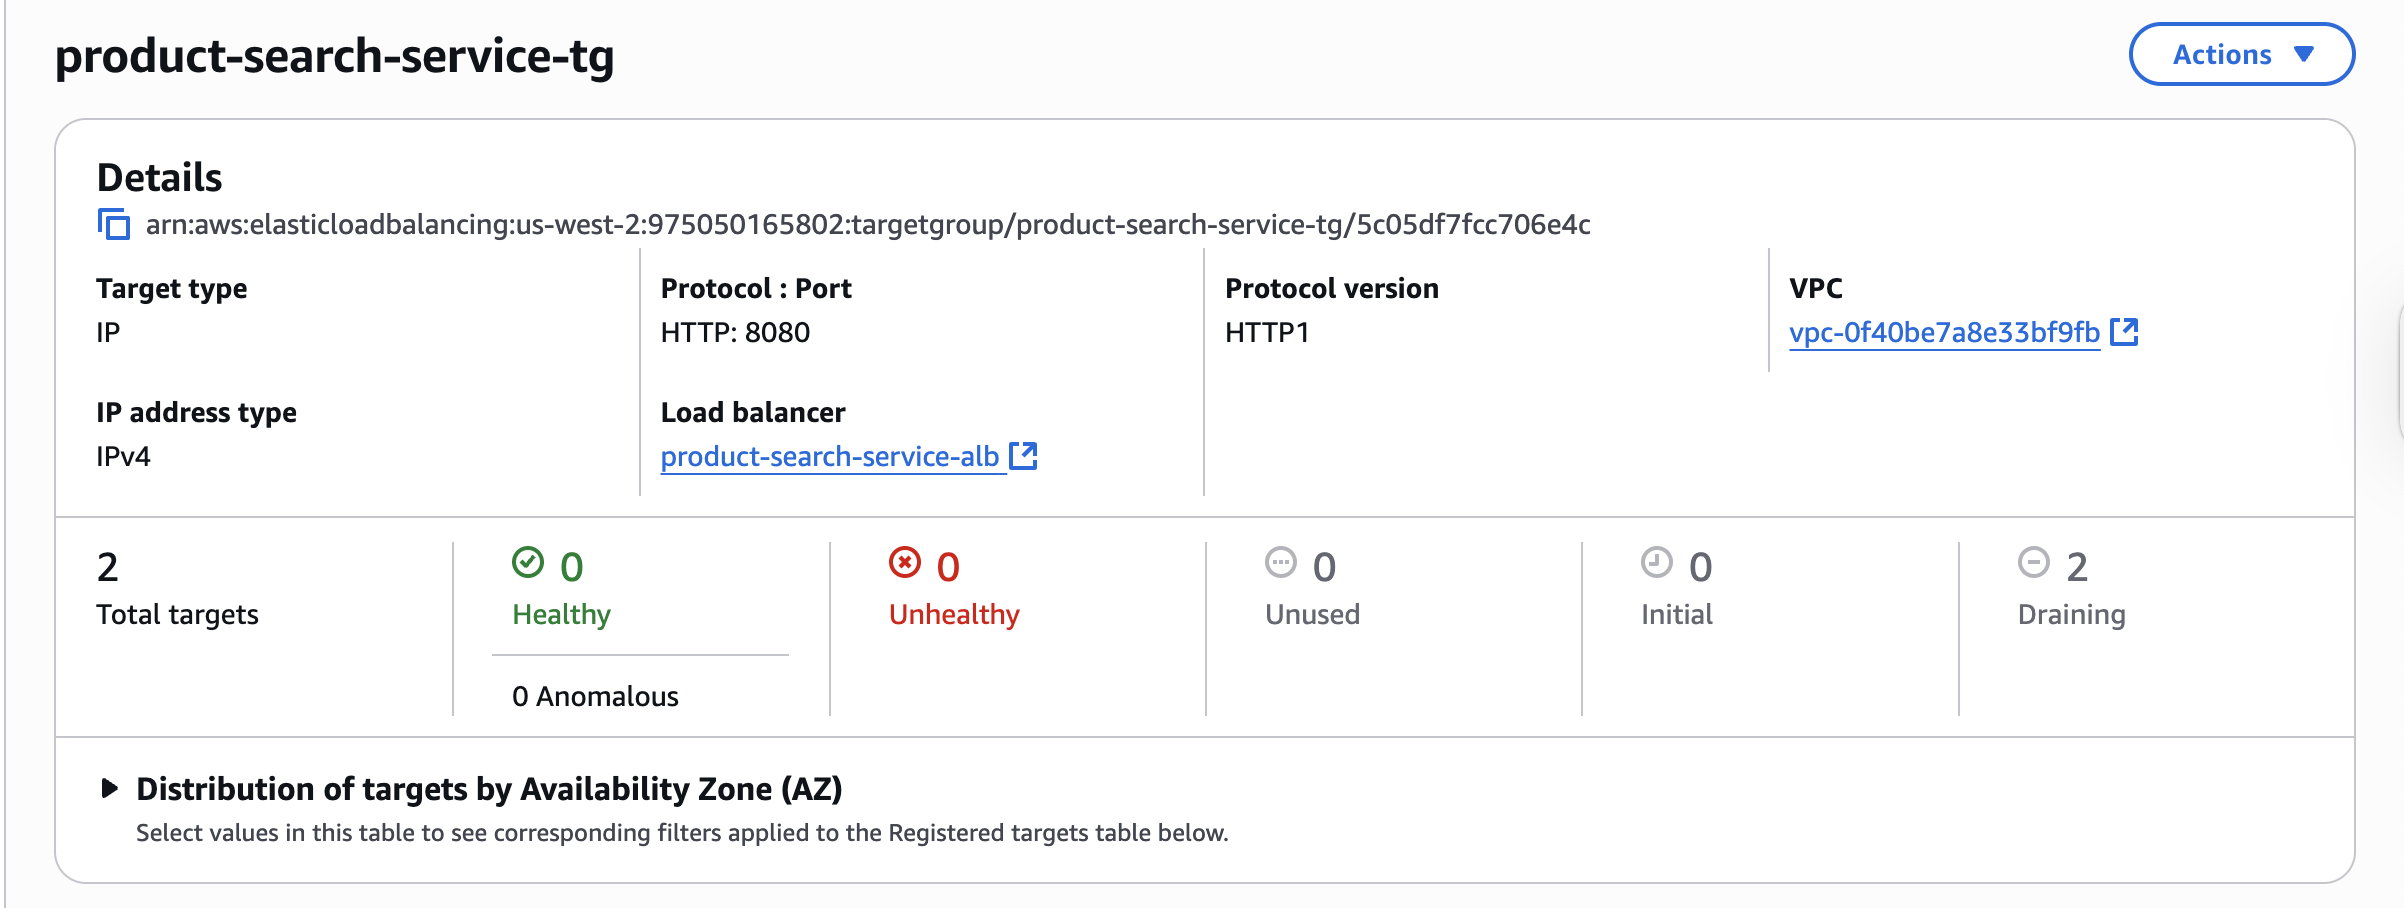 product-search-service-tg
Actions
Details
arn:aws:elasticloadbalancing:us-west-2:975050165802:targetgroup/product-search-service-tg/5c05df7fcc706e4c
Target type
IP
Protocol : Port
HTTP: 8080
Protocol version
HTTP1
VPC
vpc-0f40be7a8e33bf9fb
IP address type
IPv4
Load balancer
product-search-service-alb
2
Total targets
0
Healthy
0 Anomalous
0
Unhealthy
0
Unused
0
Initial
2
Draining
Distribution of targets by Availability Zone (AZ)
Select values in this table to see corresponding filters applied to the Registered targets table below.